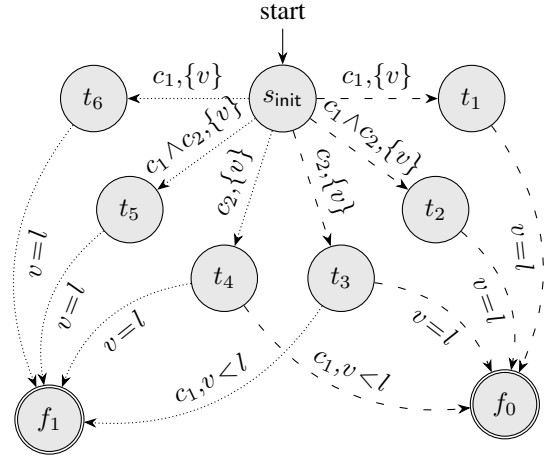 start
t₆
c₁,{v}
s_init
c₁,{v}
t₁
c₁∧c₂,{v}
c₁∧c₂,{v}
t₅
c₂,{v}
c₂,{v}
t₂
t₄
t₃
v=l
v=l
v=l
v=l
v=l
v=l
c₁,v<l
c₁,v<l
f₁
f₀